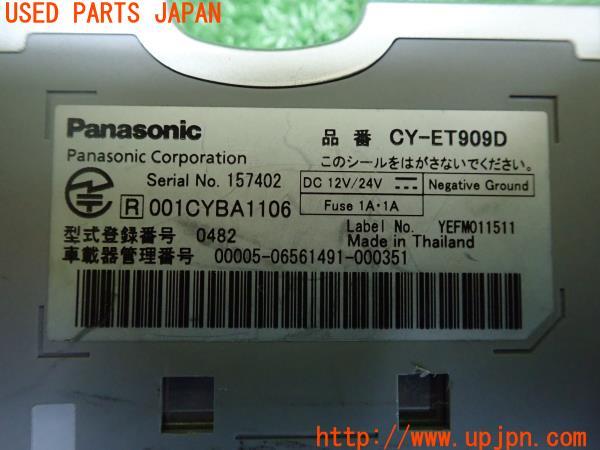 USED PARTS JAPAN
Panasonic
品番 CY-ET909D
Panasonic Corporation
このシールをはがさないでください。
Serial No. 157402
DC 12V/24V
Negative Ground
Fuse 1A・1A
R 001CYBA1106
Label No. YEFM011511
型式登録番号 0482
Made in Thailand
車載器管理番号 00005-06561491-000351
UPJ www.upjpn.com